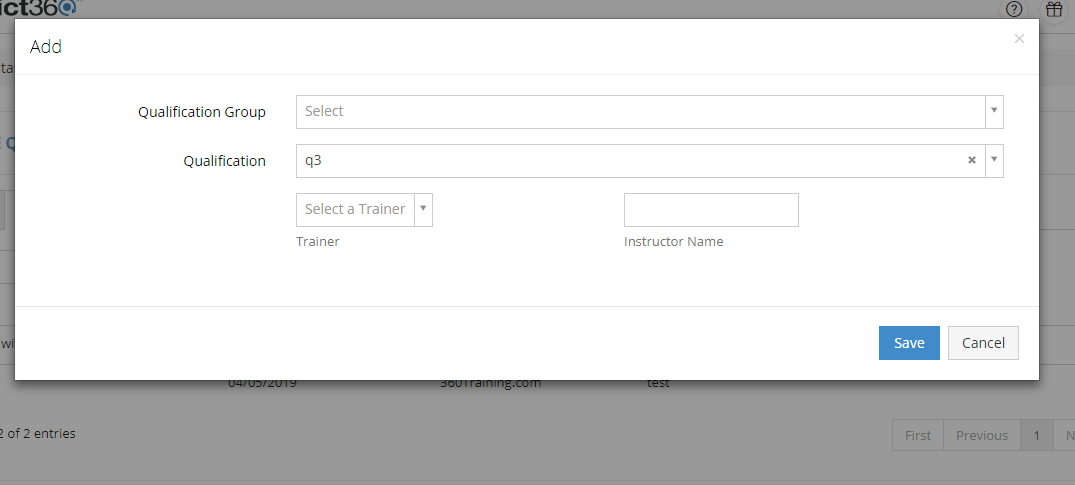 ict360
Add
×
Qualification Group
Select
Qualification
q3
Select a Trainer
Trainer
Instructor Name
Save
Cancel
04/05/2019 360Training.com test
2 of 2 entries
First Previous 1